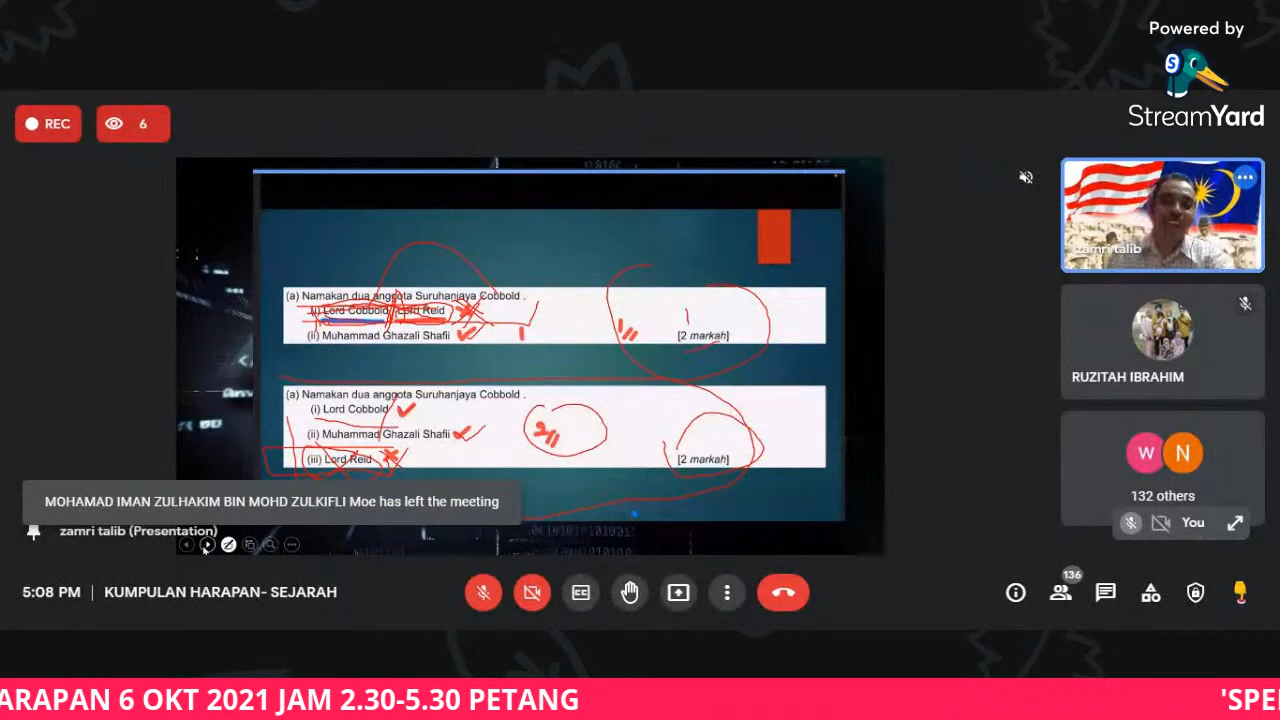 Powered by
StreamYard
REC
6
(a) Namakan dua anggota Suruhanjaya Cobbold .
(i) Lord Cobbold / Lord Reid
(ii) Muhammad Ghazali Shafii
1
1
[2 markah]
(a) Namakan dua anggota Suruhanjaya Cobbold .
(i) Lord Cobbold
(ii) Muhammad Ghazali Shafii
2
[2 markah]
(iii) Lord Reid
zamri talib
RUZITAH IBRAHIM
W
N
132 others
You
MOHAMAD IMAN ZULHAKIM BIN MOHD ZULKIFLI Moe has left the meeting
zamri talib (Presentation)
5:08 PM | KUMPULAN HARAPAN- SEJARAH
136
ARAPAN 6 OKT 2021 JAM 2.30-5.30 PETANG
'SPE